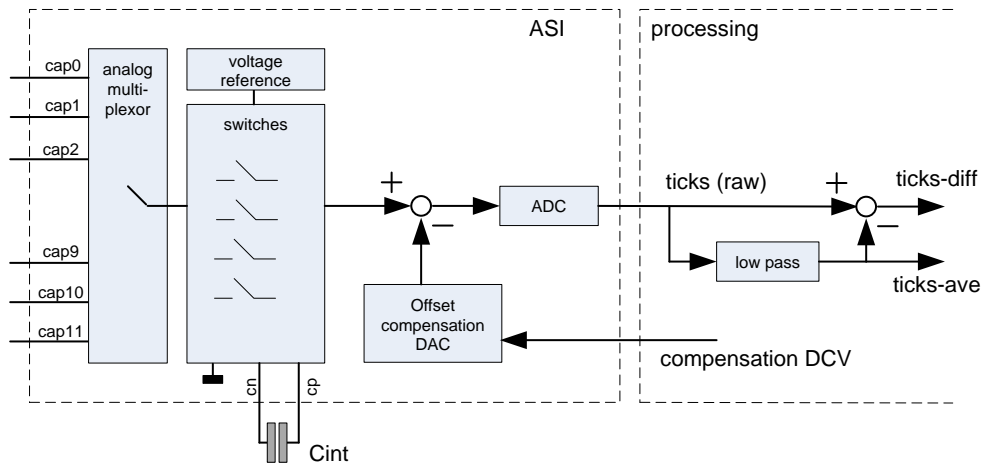 ASI
processing
cap0
cap1
cap2
cap9
cap10
cap11
analog
multi-
plexor
voltage
reference
switches
+
−
ADC
ticks (raw)
+
−
ticks-diff
low pass
ticks-ave
Offset
compensation
DAC
compensation DCV
cn
cp
Cint